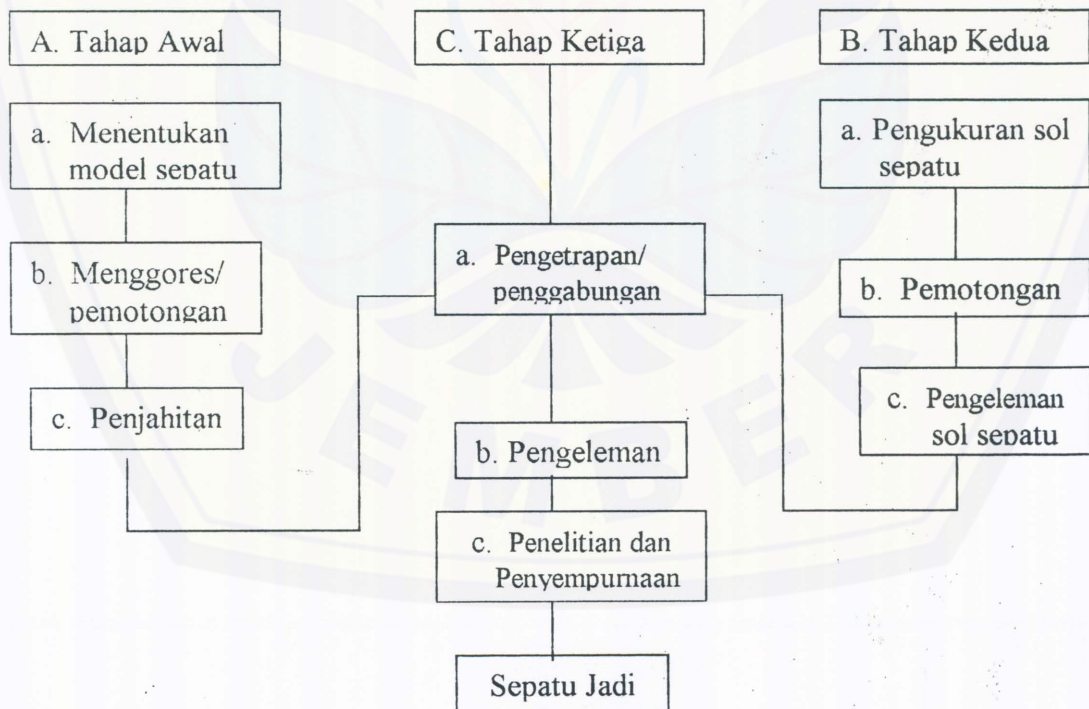 A. Tahap Awal
C. Tahap Ketiga
B. Tahap Kedua
a. Menentukan
model sepatu
a. Pengukuran sol
sepatu
b. Menggores/
pemotongan
a. Pengetrapan/
penggabungan
b. Pemotongan
c. Penjahitan
c. Pengeleman
sol sepatu
b. Pengeleman
c. Penelitian dan
Penyempurnaan
Sepatu Jadi
JEMBER